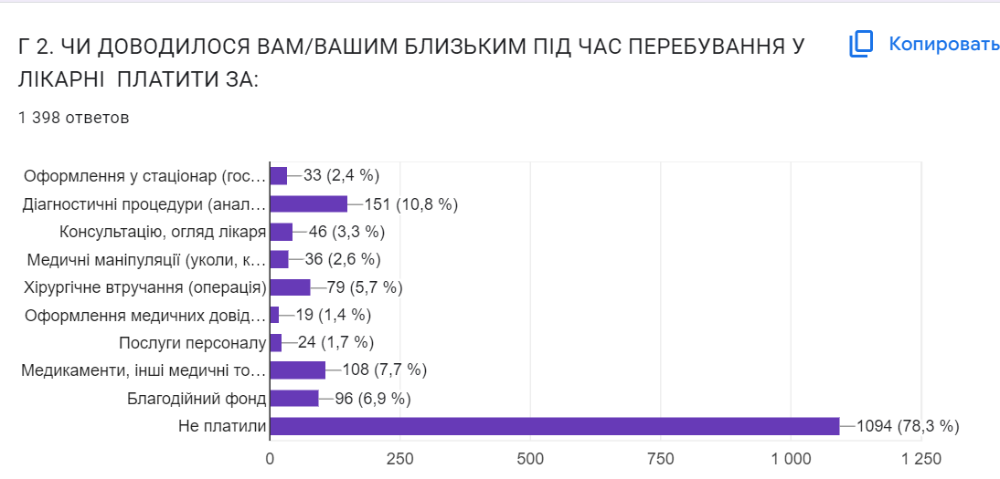 Г 2. ЧИ ДОВОДИЛОСЯ ВАМ/ВАШИМ БЛИЗЬКИМ ПІД ЧАС ПЕРЕБУВАННЯ У
ЛІКАРНІ ПЛАТИТИ ЗА:
Копировать
1 398 ответов
Оформлення у стаціонар (гос… 33 (2,4 %)
Діагностичні процедури (анал… 151 (10,8 %)
Консультацію, огляд лікаря 46 (3,3 %)
Медичні маніпуляції (уколи, к… 36 (2,6 %)
Хірургічне втручання (операція) 79 (5,7 %)
Оформлення медичних довід… 19 (1,4 %)
Послуги персоналу 24 (1,7 %)
Медикаменти, інші медичні то… 108 (7,7 %)
Благодійний фонд 96 (6,9 %)
Не платили 1094 (78,3 %)
0 250 500 750 1 000 1 250